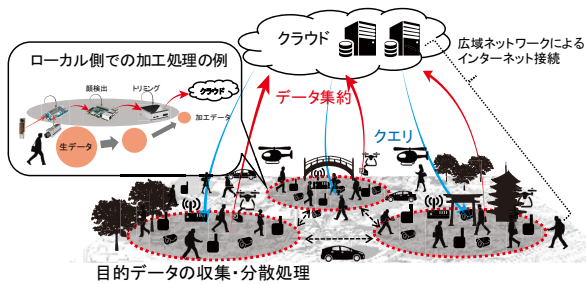 クラウド
広域ネットワークによる
インターネット接続
ローカル側での加工処理の例
顔検出
トリミング
クラウド
加工データ
生データ
データ集約
クエリ
目的データの収集・分散処理